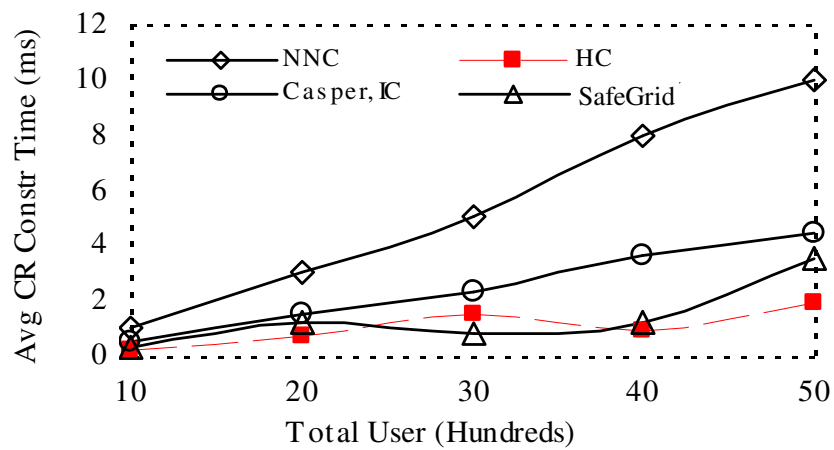 Avg CR Constr Time (ms)
12
10
8
6
4
2
0
NNC
HC
Casper, IC
SafeGrid
10 20 30 40 50
Total User (Hundreds)